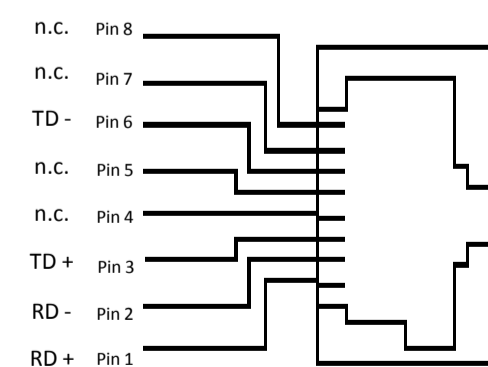 n.c. Pin 8
n.c. Pin 7
TD - Pin 6
n.c. Pin 5
n.c. Pin 4
TD + Pin 3
RD - Pin 2
RD + Pin 1